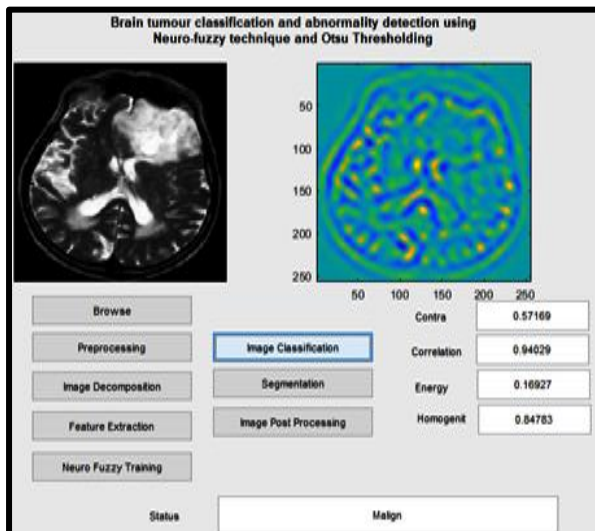 Brain tumour classification and abnormality detection using
Neuro-fuzzy technique and Otsu Thresholding
0
50
100
150
200
250
50 100 150 200 250
Browse
Preprocessing
Image Decomposition
Feature Extraction
Neuro Fuzzy Training
Image Classification
Segmentation
Image Post Processing
Contra 0.57169
Correlation 0.94029
Energy 0.16927
Homogenit 0.84783
Status Malign